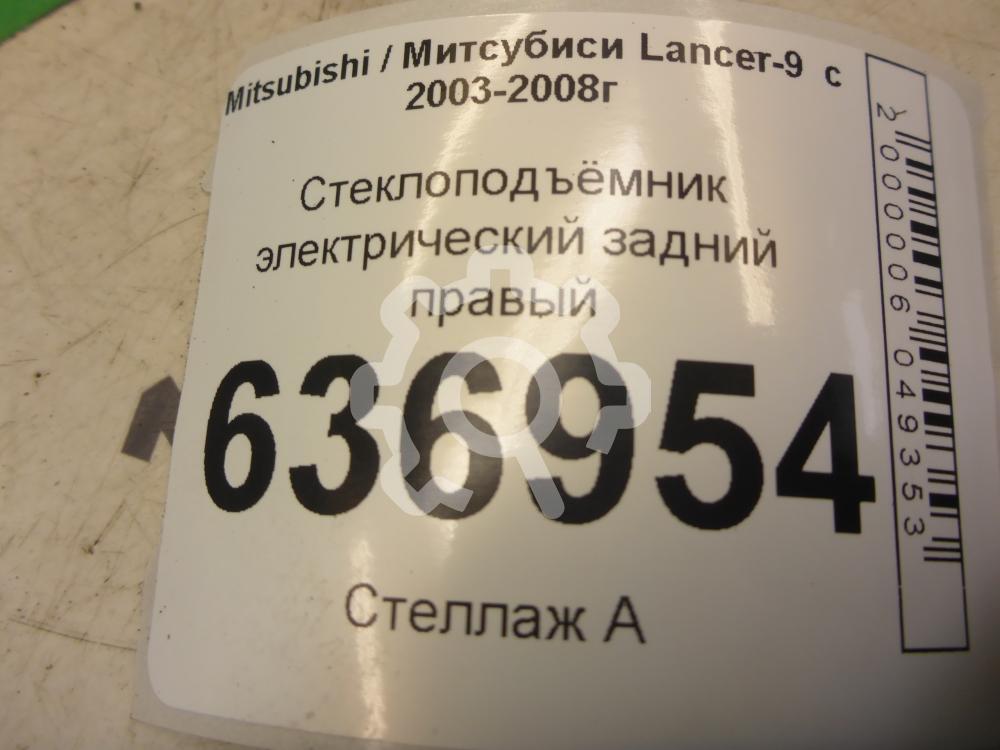 Mitsubishi / Митсубиси Lancer-9 с
2003-2008г
Стеклоподъёмник
электрический задний
правый
636954
Стеллаж А
2000006049353